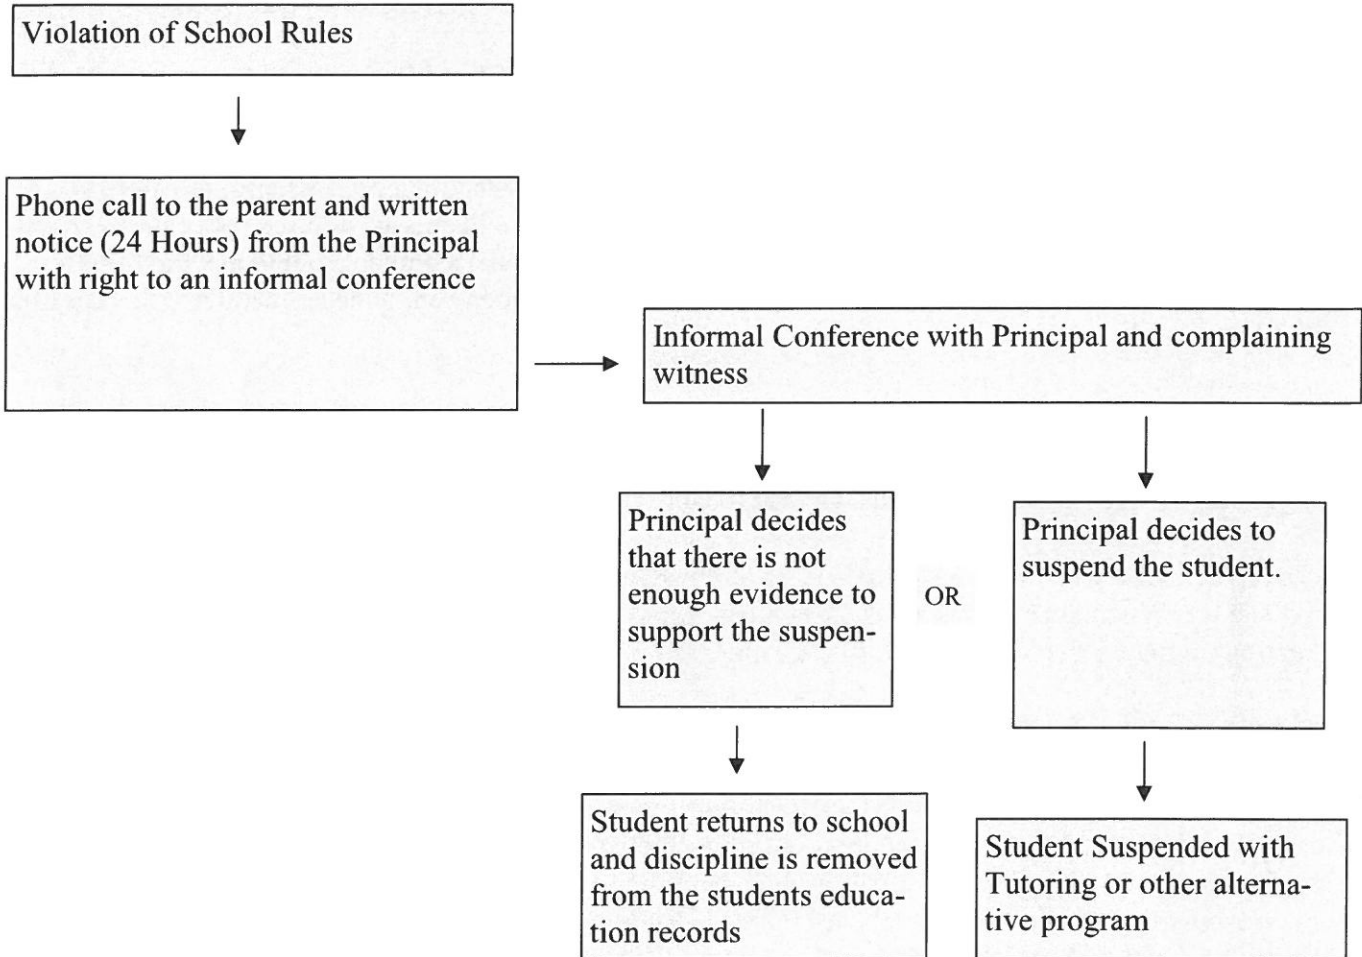 Violation of School Rules
Phone call to the parent and written
notice (24 Hours) from the Principal
with right to an informal conference
Informal Conference with Principal and complaining
witness
Principal decides
that there is not
enough evidence to
support the suspen-
sion
OR
Principal decides to
suspend the student.
Student returns to school
and discipline is removed
from the students educa-
tion records
Student Suspended with
Tutoring or other alterna-
tive program